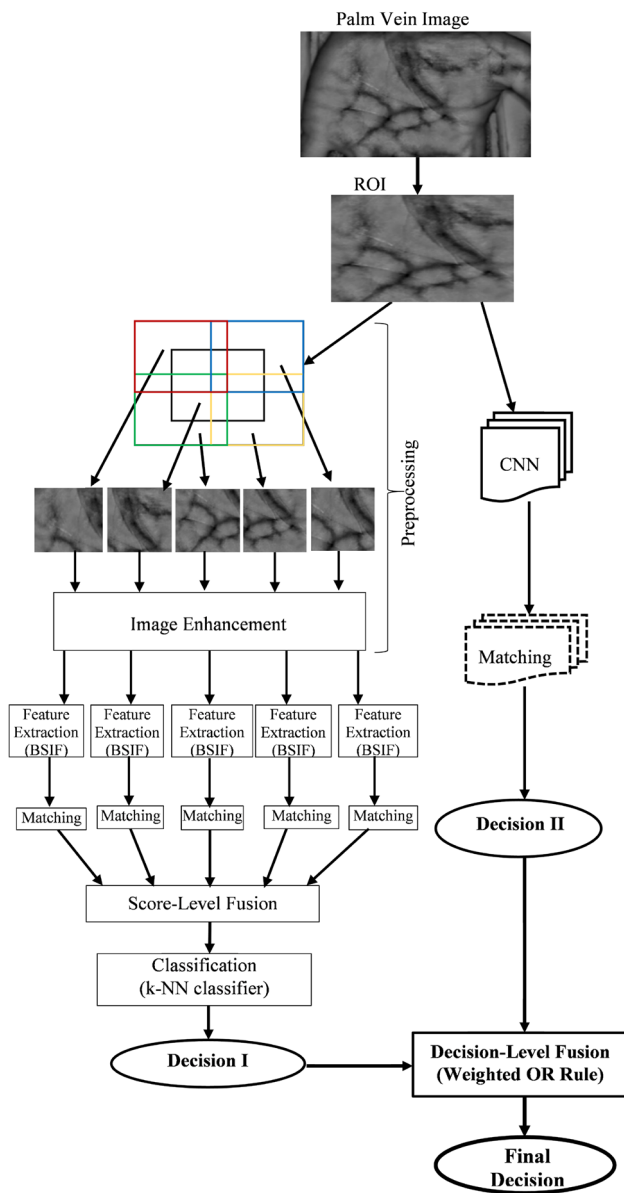 Palm Vein Image
ROI
Preprocessing
CNN
Image Enhancement
Matching
Feature
Extraction
(BSIF)
Feature
Extraction
(BSIF)
Feature
Extraction
(BSIF)
Feature
Extraction
(BSIF)
Feature
Extraction
(BSIF)
Matching
Matching
Matching
Matching
Matching
Decision II
Score-Level Fusion
Classification
(k-NN classifier)
Decision I
Decision-Level Fusion
(Weighted OR Rule)
Final
Decision